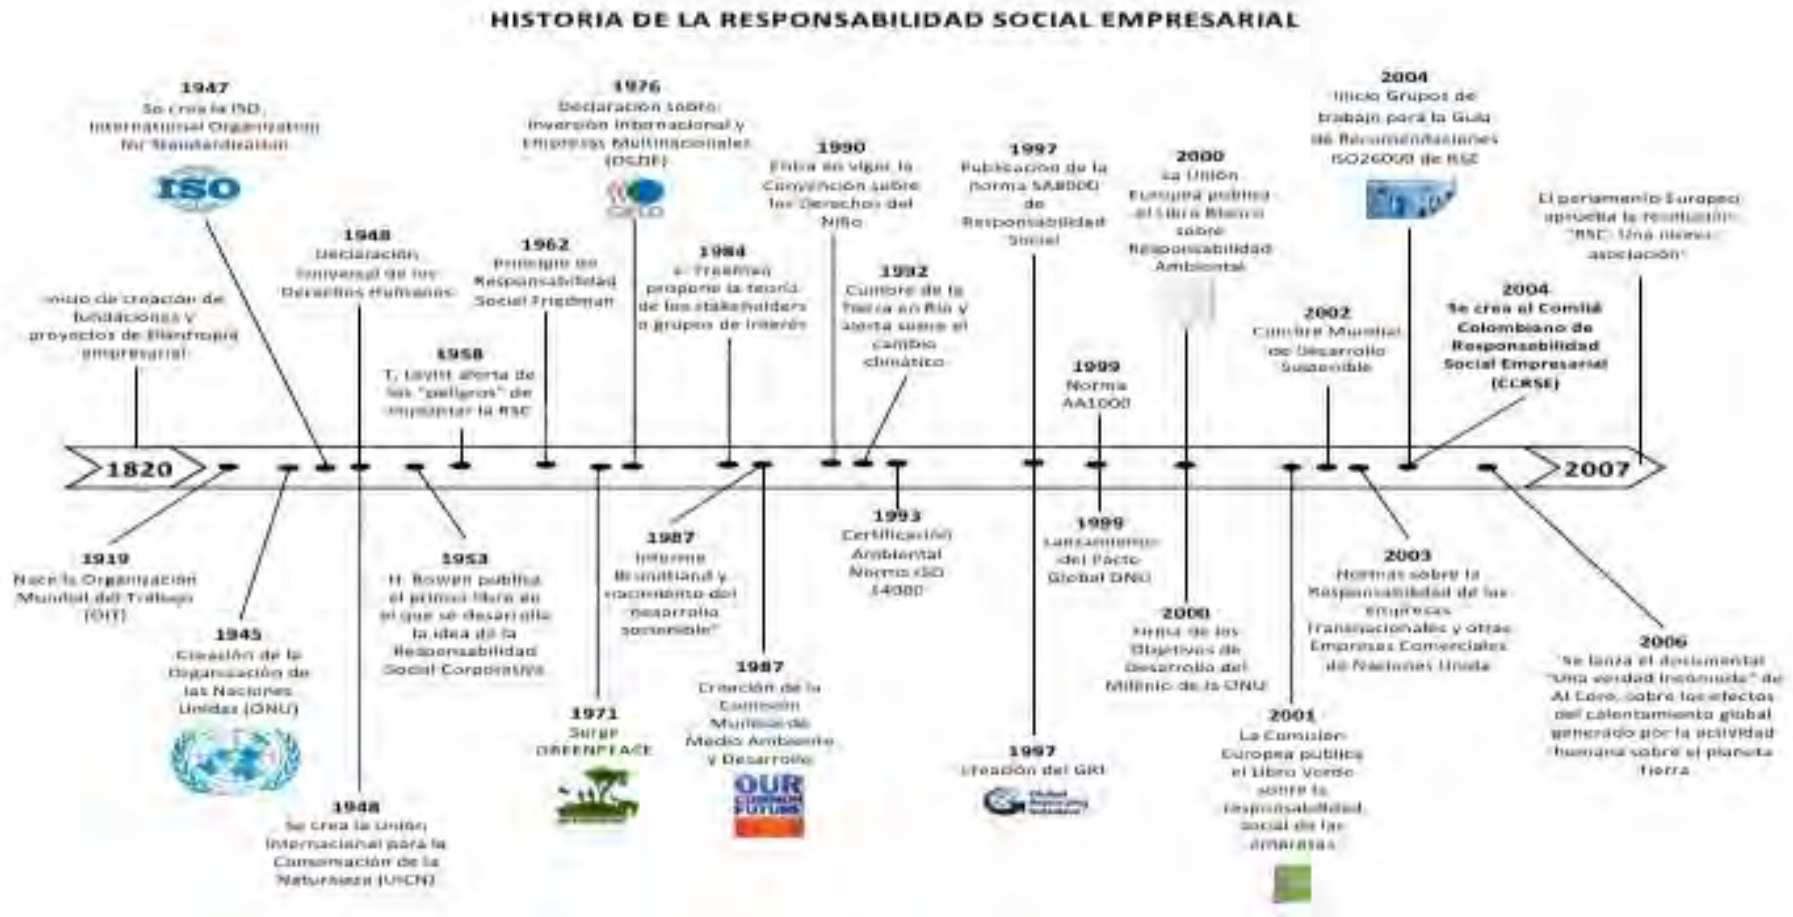 HISTORIA DE LA RESPONSABILIDAD SOCIAL EMPRESARIAL
1947
Se crea la ISO,
International Organization
for Standardization
ISO
1976
Declaración sobre
Inversión Internacional y
Empresas Multinacionales
2004
Inicio Grupos de
trabajo para la Guía
de Recomendaciones
ISO26000 de RSE
1990
Entra en vigor la
Convención sobre
los Derechos del
Niño
1997
Publicación de la
norma SA8000
de
Responsabilidad
Social
2000
La Unión
Europea publica
el Libro Blanco
sobre
Responsabilidad
Ambiental
El parlamento Europeo
aprueba la resolución
"RSC: Una nueva
asociación"
1948
Declaración
Universal de los
Derechos Humanos
1962
Principio de
Responsabilidad
Social Friedman
1984
propone la teoría
de los stakeholders
o grupos de interés
1992
Cumbre de la
Tierra en Río y
alerta sobre el
cambio
climático
Inicio de creación de
fundaciones y
proyectos de filantropía
empresarial
2002
Cumbre Mundial
de Desarrollo
Sostenible
2004
Se crea el Comité
Colombiano de
Responsabilidad
Social Empresarial
(CCRSE)
1958
T. Levitt alerta de
los "peligros" de
implantar la RSC
1999
Norma
AA1000
1820
2007
1919
Nace la Organización
Mundial del Trabajo
(OIT)
1945
Creación de la
Organización de
las Naciones
Unidas (ONU)
1948
Se crea la Unión
Internacional para la
Conservación de la
Naturaleza (UICN)
1953
H. Bowen publica
el primer libro en
el que se desarrolla
la idea de la
Responsabilidad
Social Corporativa
1971
Surge
GREENPEACE
1987
Informe
Brundtland y
nacimiento del
"desarrollo
sostenible"
1987
Creación de la
Comisión
Mundial de
Medio Ambiente
y Desarrollo
OUR
COMMON
FUTURE
1993
Certificación
Ambiental
Norma ISO
14000
1997
Creación del GRI
Global
Reporting
Initiative
1999
Lanzamiento
del Pacto
Global ONU
2000
Firma de los
Objetivos de
Desarrollo del
Milenio de la ONU
2001
La Comisión
Europea publica
el Libro Verde
sobre la
responsabilidad
social de las
empresas
2003
Normas sobre la
Responsabilidad de las
empresas
Transnacionales y otras
Empresas Comerciales
de Naciones Unida
2006
Se lanza el documental
"Una verdad incómoda" de
Al Gore, sobre los efectos
del calentamiento global
generado por la actividad
humana sobre el planeta
Tierra